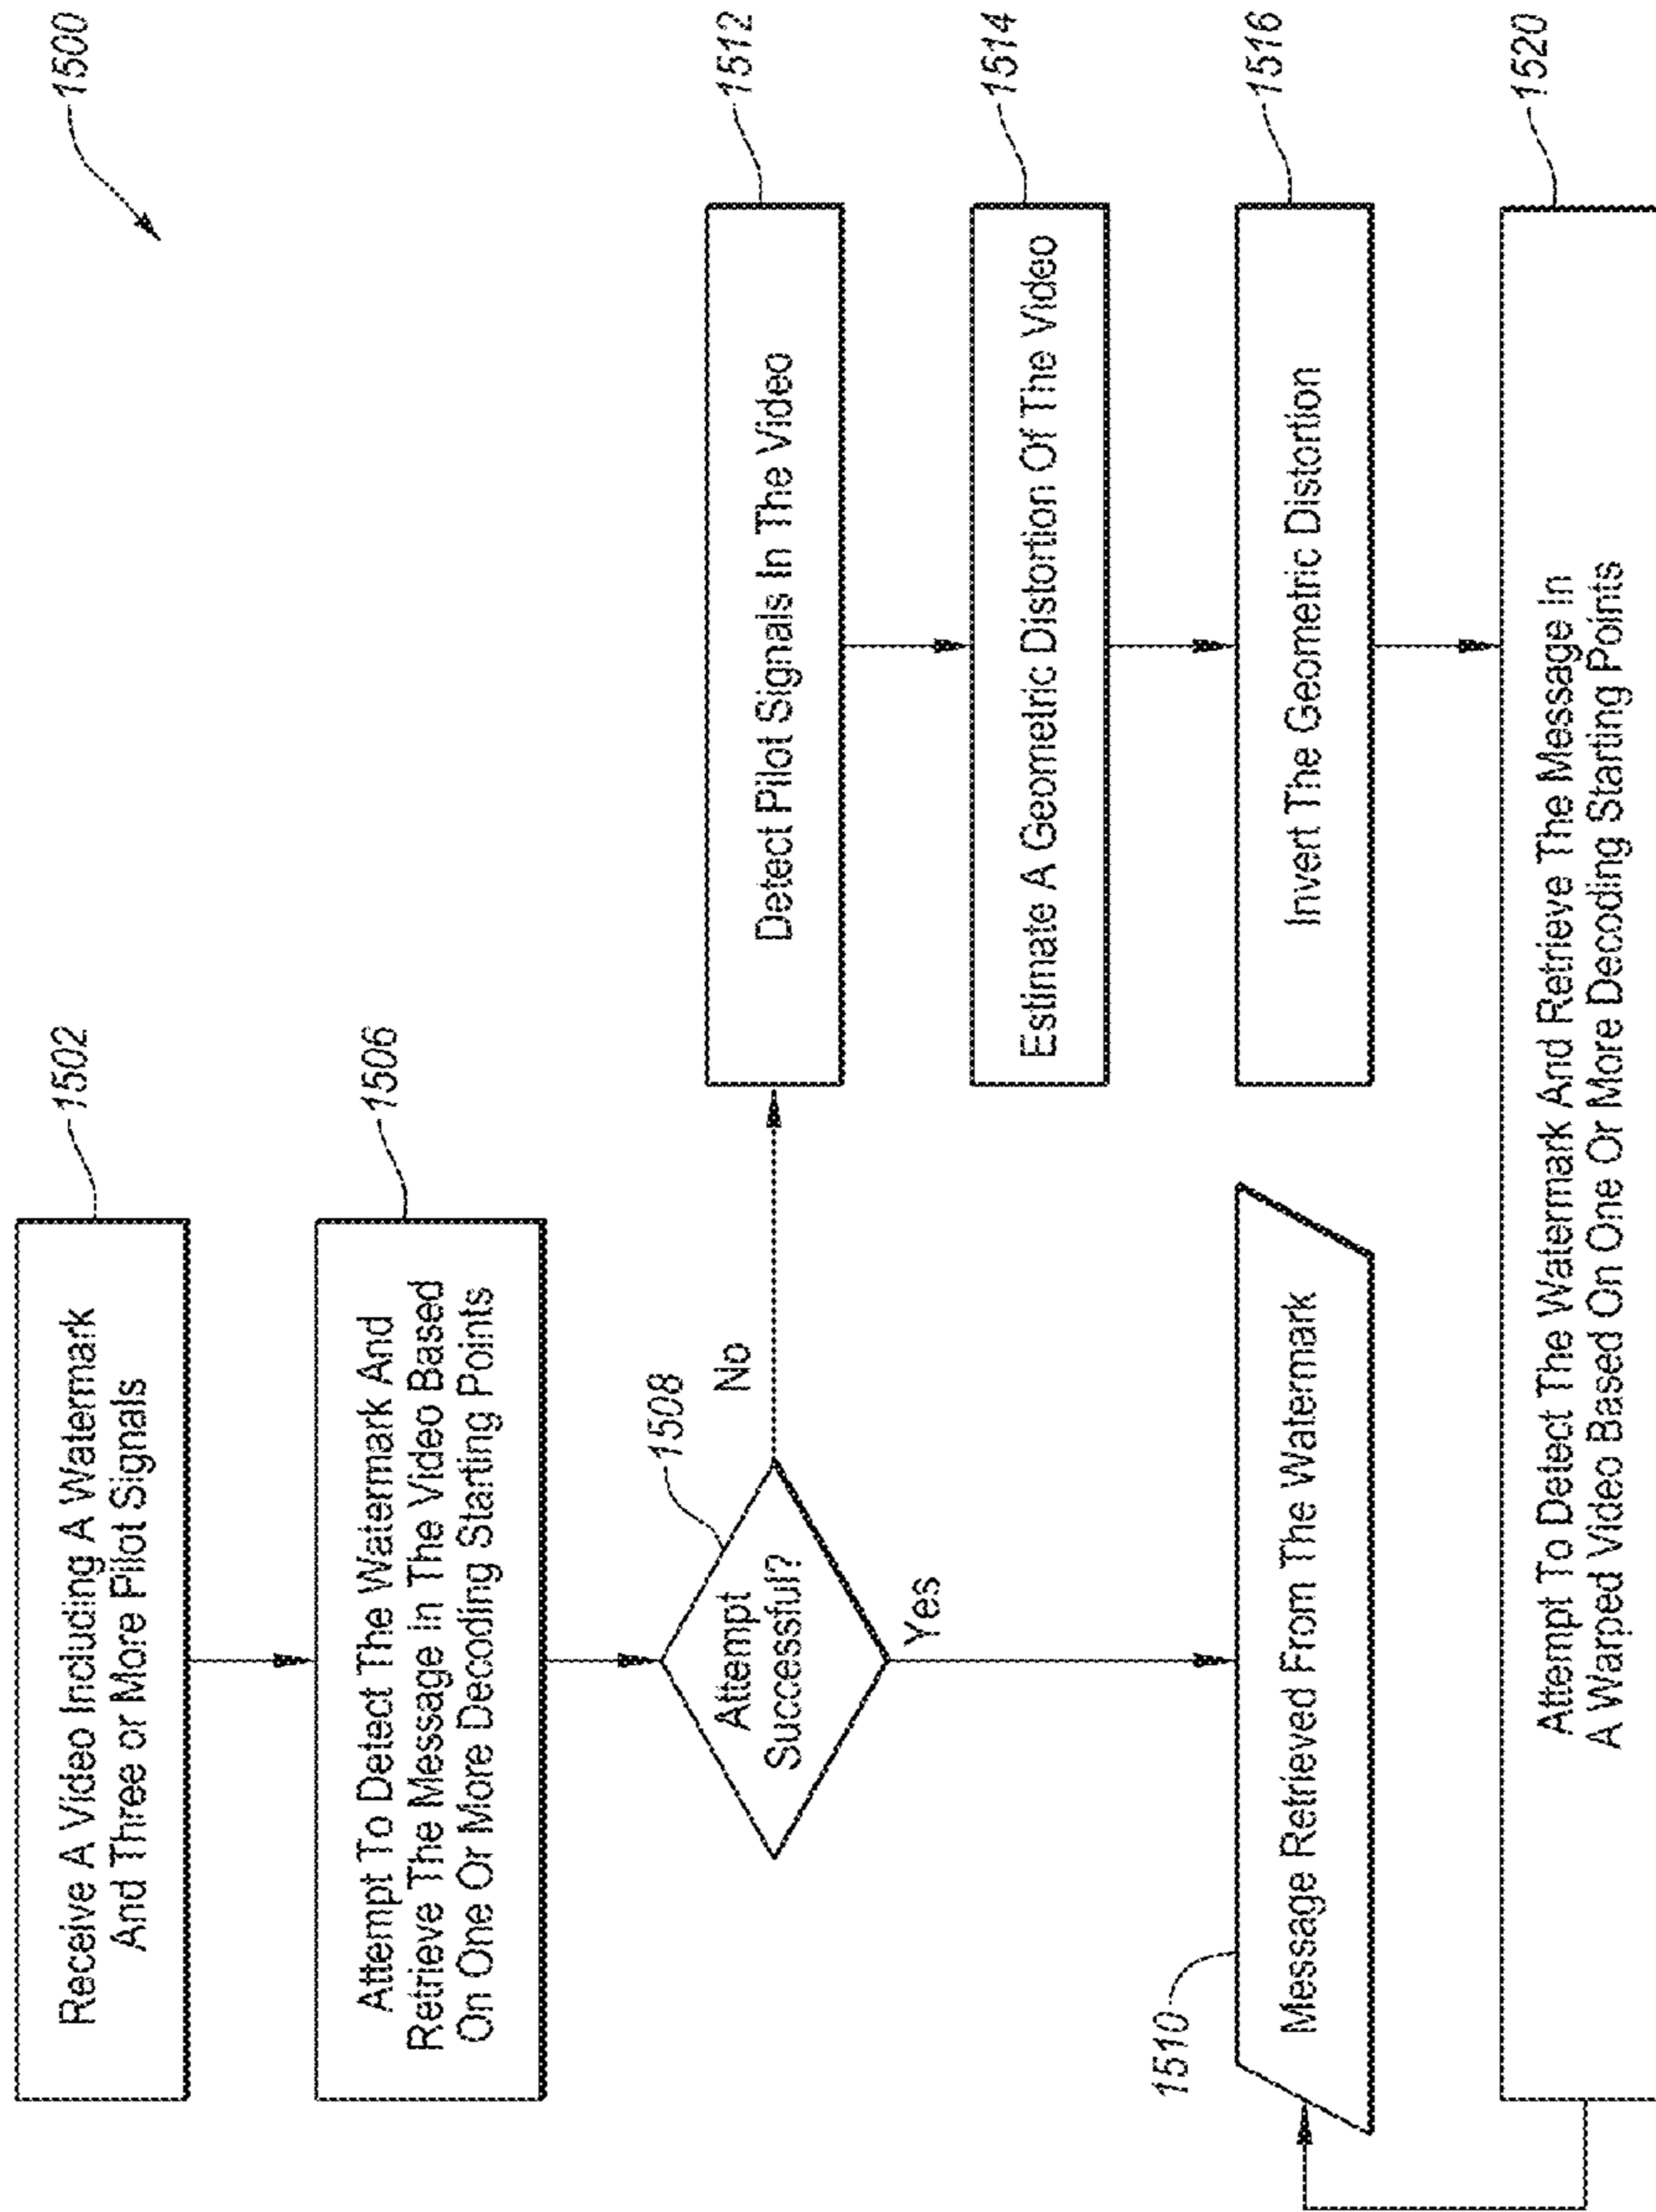 1500
Receive A Video Including A Watermark
And Three or More Pilot Signals
1502
Attempt To Detect The Watermark And
Retrieve The Message In The Video Based
On One Or More Decoding Starting Points
1506
Attempt
Successful?
1508
No
Yes
Detect Pilot Signals In The Video
1512
Estimate A Geometric Distortion Of The Video
1514
Invert The Geometric Distortion
1516
Message Retrieved From The Watermark
1510
Attempt To Detect The Watermark And Retrieve The Message In
A Warped Video Based On One Or More Decoding Starting Points
1520